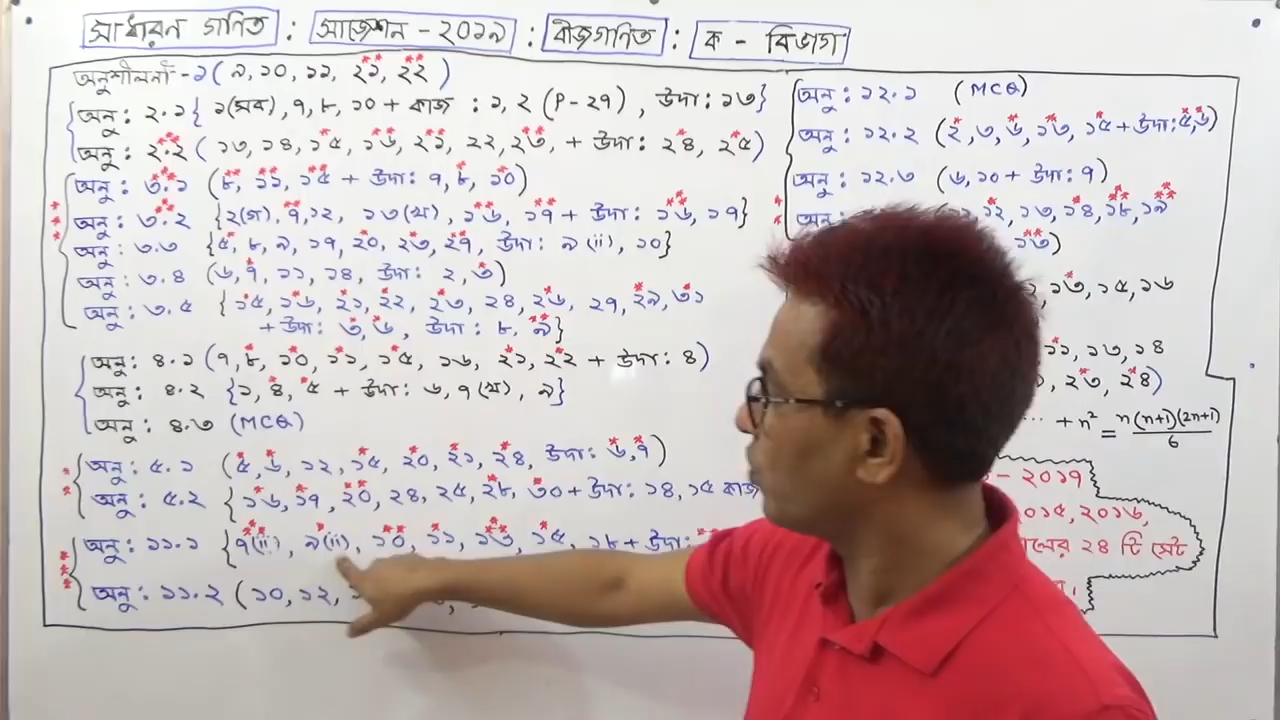 সাধারন গণিত : সাজেশন - ২০১৯ : বীজগণিত : ক - বিভাগ
অনুশীলনী - ২ ( ৯, ১০, ১১, ২১, ২২ )
অনু : ২.১ { ১(সব), ৭, ৮, ১০ + কাজ : ১, ২ (P - ২৭) , উদা : ১৩ }
অনু : ২.২ ( ১৩, ১৪, ১৫, ১৬, ২১, ২২, ২৩, + উদা : ২৪, ২৫ )
অনু : ৩.১ ( ৮, ১১, ১৫ + উদা : ৭, ৮, ১০ )
অনু : ৩.২ { ২(গ), ৭, ১২, ১৩(খ), ১৬, ১৭ + উদা : ১৬, ১৭ }
অনু : ৩.৩ { ৫, ৮, ৯, ১৭, ২০, ২৩, ২৭, উদা : ৯(ii), ১০ }
অনু : ৩.৪ ( ৬, ৭, ১১, ১৪, উদা : ২, ৩ )
অনু : ৩.৫ { ১৫, ১৬, ২১, ২২, ২৩, ২৪, ২৬, ২৭, ২৯, ৩১
+ উদা : ৩, ৬, উদা : ৮, ৯ }
অনু : ৪.১ ( ৭, ৮, ১০, ১১, ১৫, ১৬, ২১, ২২ + উদা : ৪ )
অনু : ৪.২ { ১, ৪, ৫ + উদা : ৬, ৭(খ), ৯ }
অনু : ৪.৩ (MCQ)
অনু : ৫.১ ( ৫, ৬, ১২, ১৫, ২০, ২১, ২৪, উদা : ৬, ৭ )
অনু : ৫.২ { ১৬, ১৭, ২০, ২৪, ২৫, ২৮, ৩০ + উদা : ১৪, ১৫ কাজ
অনু : ১১.১ { ৭(ii), ৯(ii), ১০, ১১, ১৩, ১৫, ১৮ + উদা :
অনু : ১১.২ ( ১০, ১২,
অনু : ১২.১ (MCQ)
অনু : ১২.২ ( ২, ৩, ৬, ১৩, ১৫ + উদা : ৫, ৬ )
অনু : ১২.৩ ( ৬, ১০ + উদা : ৭ )
অনু ১২, ১৩, ১৪, ১৮, ১৯
১৩ )
১৩, ১৫, ১৬
১১, ১৩, ১৪
২৩, ২৪ )
+ n² = n(n+1)(2n+1)/6
- ২০১৭
২০১৫, ২০১৬,
২৪ টি সেট